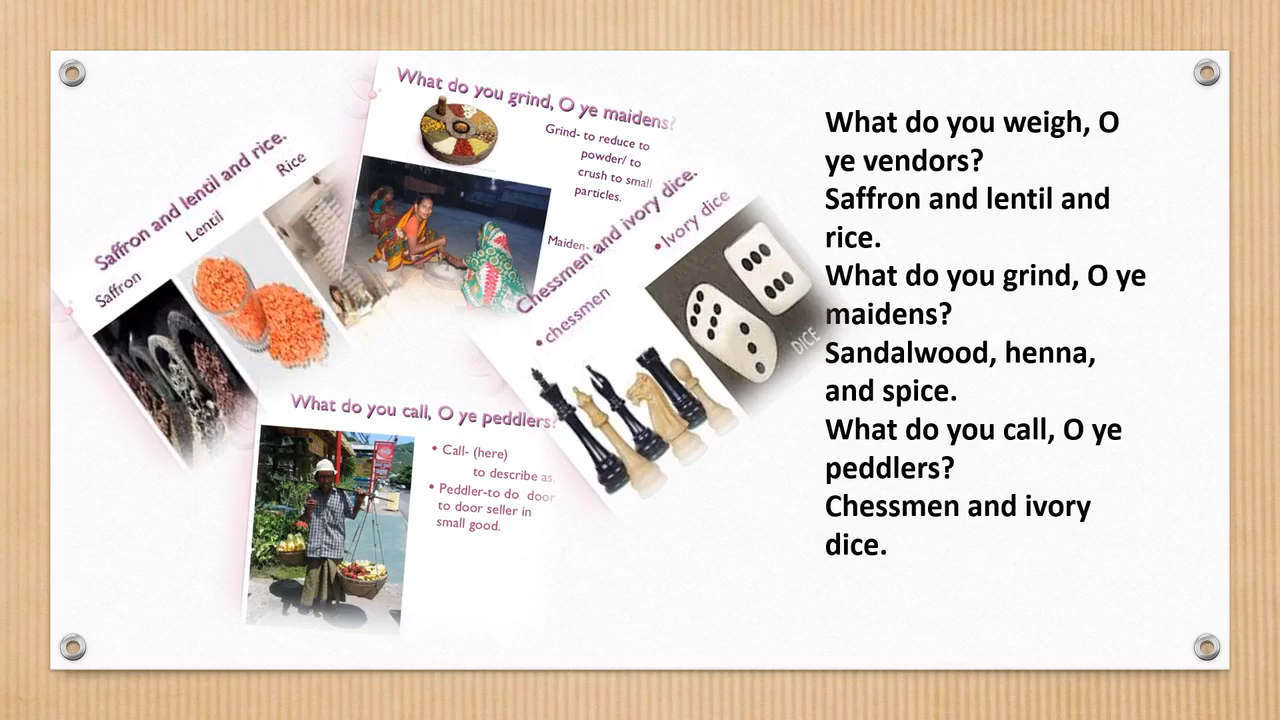 What do you grind, O ye maidens?
Grind- to reduce to
powder/ to
crush to small
particles.
Maiden-
Saffron and lentil and rice.
Saffron
Lentil
Rice
Chessmen and ivory dice.
• chessmen
• Ivory dice
DICE
What do you call, O ye peddlers?
• Call- (here)
to describe as.
• Peddler-to do door
to door seller in
small good.
What do you weigh, O
ye vendors?
Saffron and lentil and
rice.
What do you grind, O ye
maidens?
Sandalwood, henna,
and spice.
What do you call, O ye
peddlers?
Chessmen and ivory
dice.